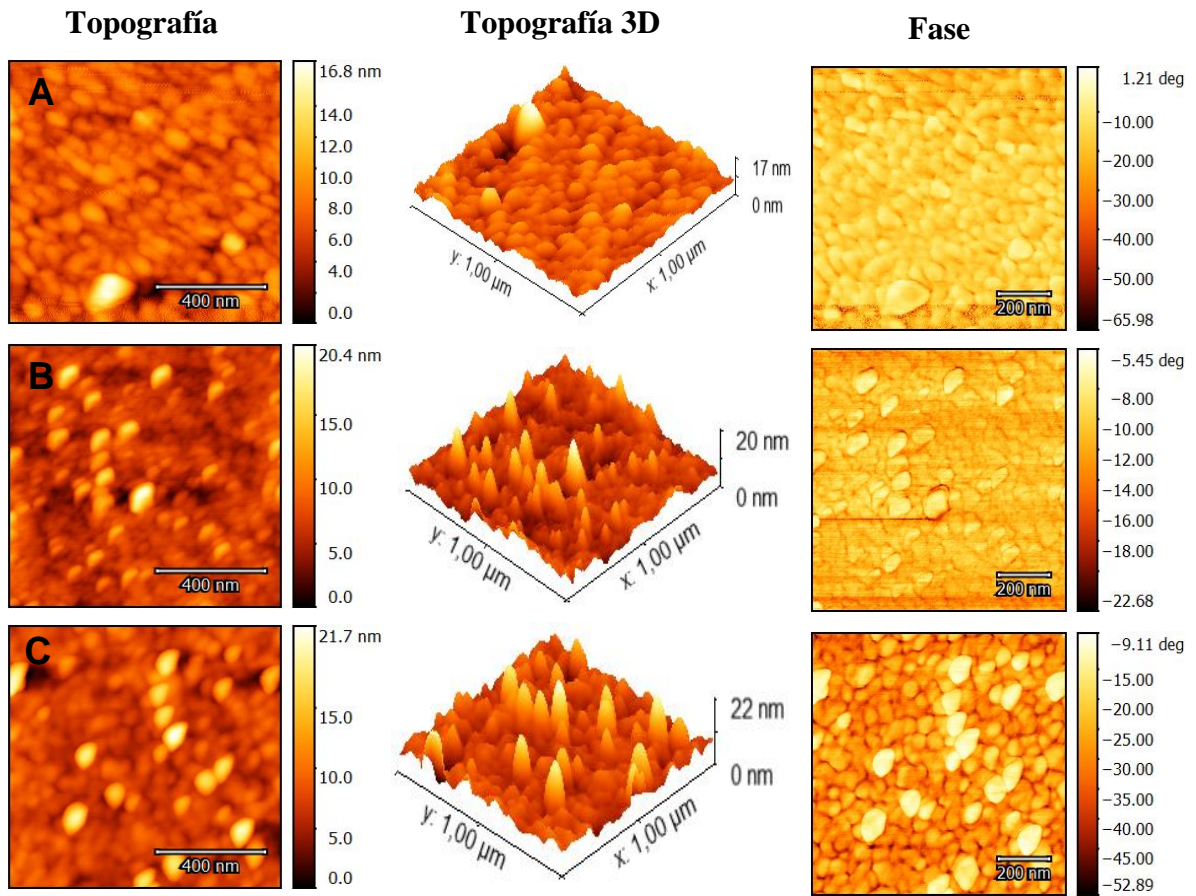 Topografía
Topografía 3D
Fase
A
16.8 nm
14.0
12.0
10.0
8.0
6.0
4.0
0.0
400 nm
17 nm
0 nm
y: 1,00 µm
x: 1,00 µm
200 nm
1.21 deg
−10.00
−20.00
−30.00
−40.00
−50.00
−65.98
B
20.4 nm
15.0
10.0
5.0
0.0
400 nm
20 nm
0 nm
y: 1,00 µm
x: 1,00 µm
200 nm
−5.45 deg
−8.00
−10.00
−12.00
−14.00
−16.00
−18.00
−22.68
C
21.7 nm
15.0
10.0
5.0
0.0
400 nm
22 nm
0 nm
y: 1,00 µm
x: 1,00 µm
200 nm
−9.11 deg
−15.00
−20.00
−25.00
−30.00
−35.00
−40.00
−45.00
−52.89